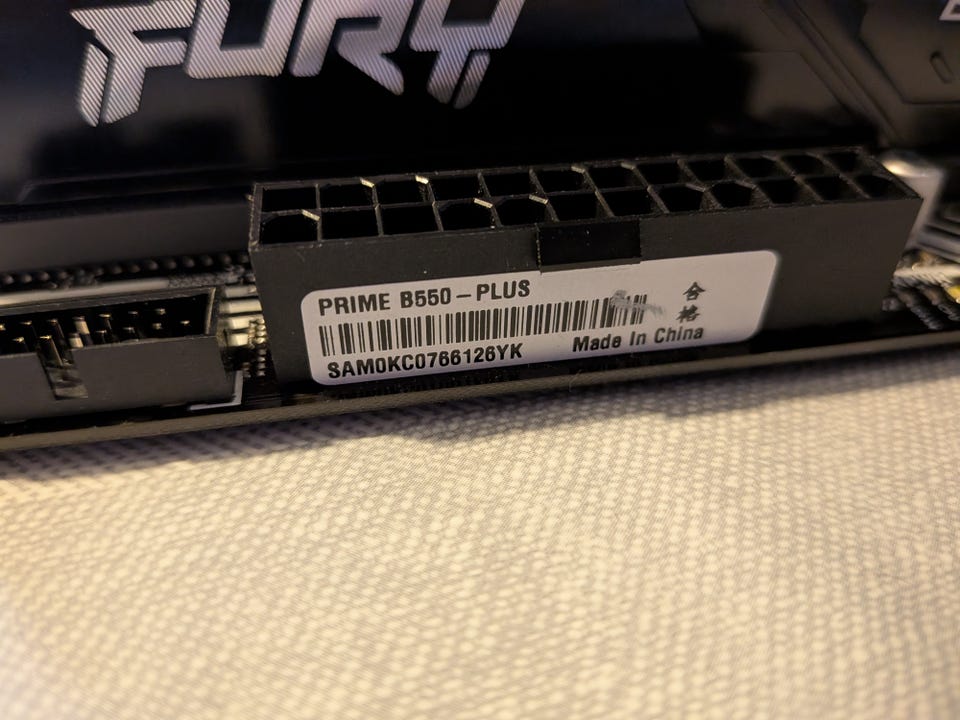 FURY
PRIME B550-PLUS
合格
SAM0KC0766126YK
Made In China